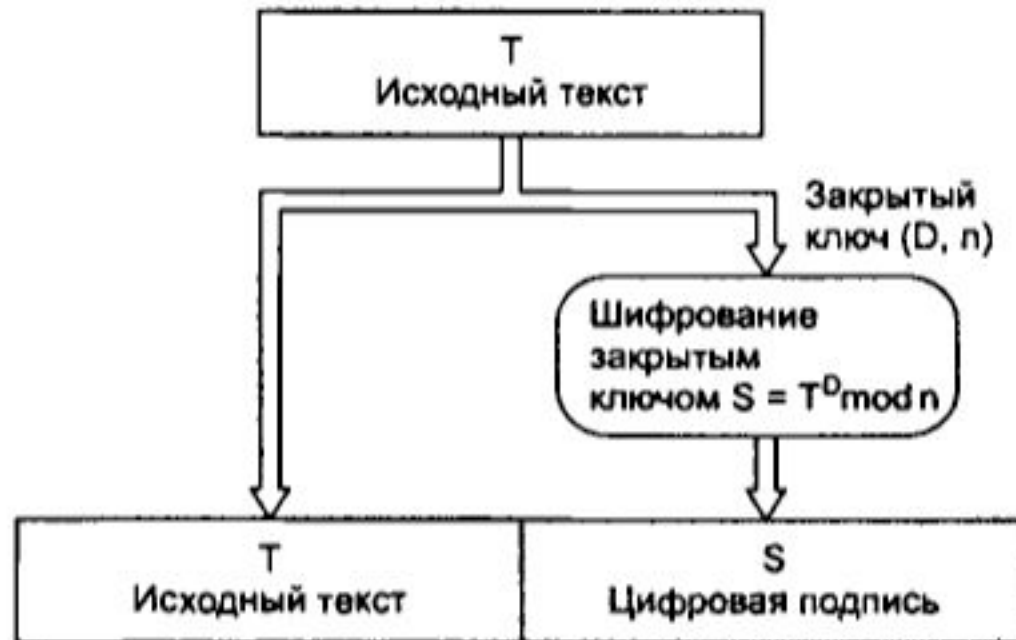 T
Исходный текст
Закрытый
ключ (D, n)
Шифрование
закрытым
ключом S = T^D mod n
T
Исходный текст
S
Цифровая подпись